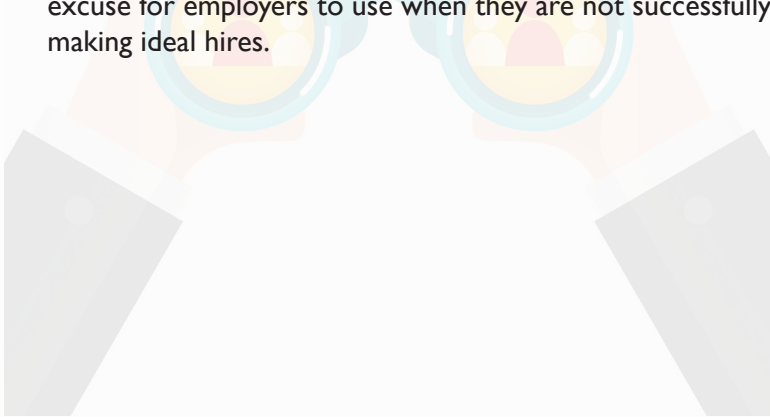 excuse for employers to use when they are not successfully
making ideal hires.